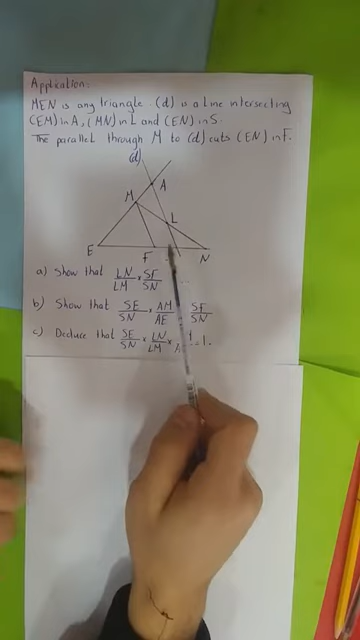 Application:
MEN is any triangle. (d) is a line intersecting
(EM) in A, (MN) in L and (EN) in S.
The parallel through M to (d) cuts (EN) in F.
(d)
A
M
L
E F N
a) Show that LN/LM × SF/SN
b) Show that SE/SN × AM/AE = SF/SN
c) Deduce that SE/SN × LN/LM × = 1.